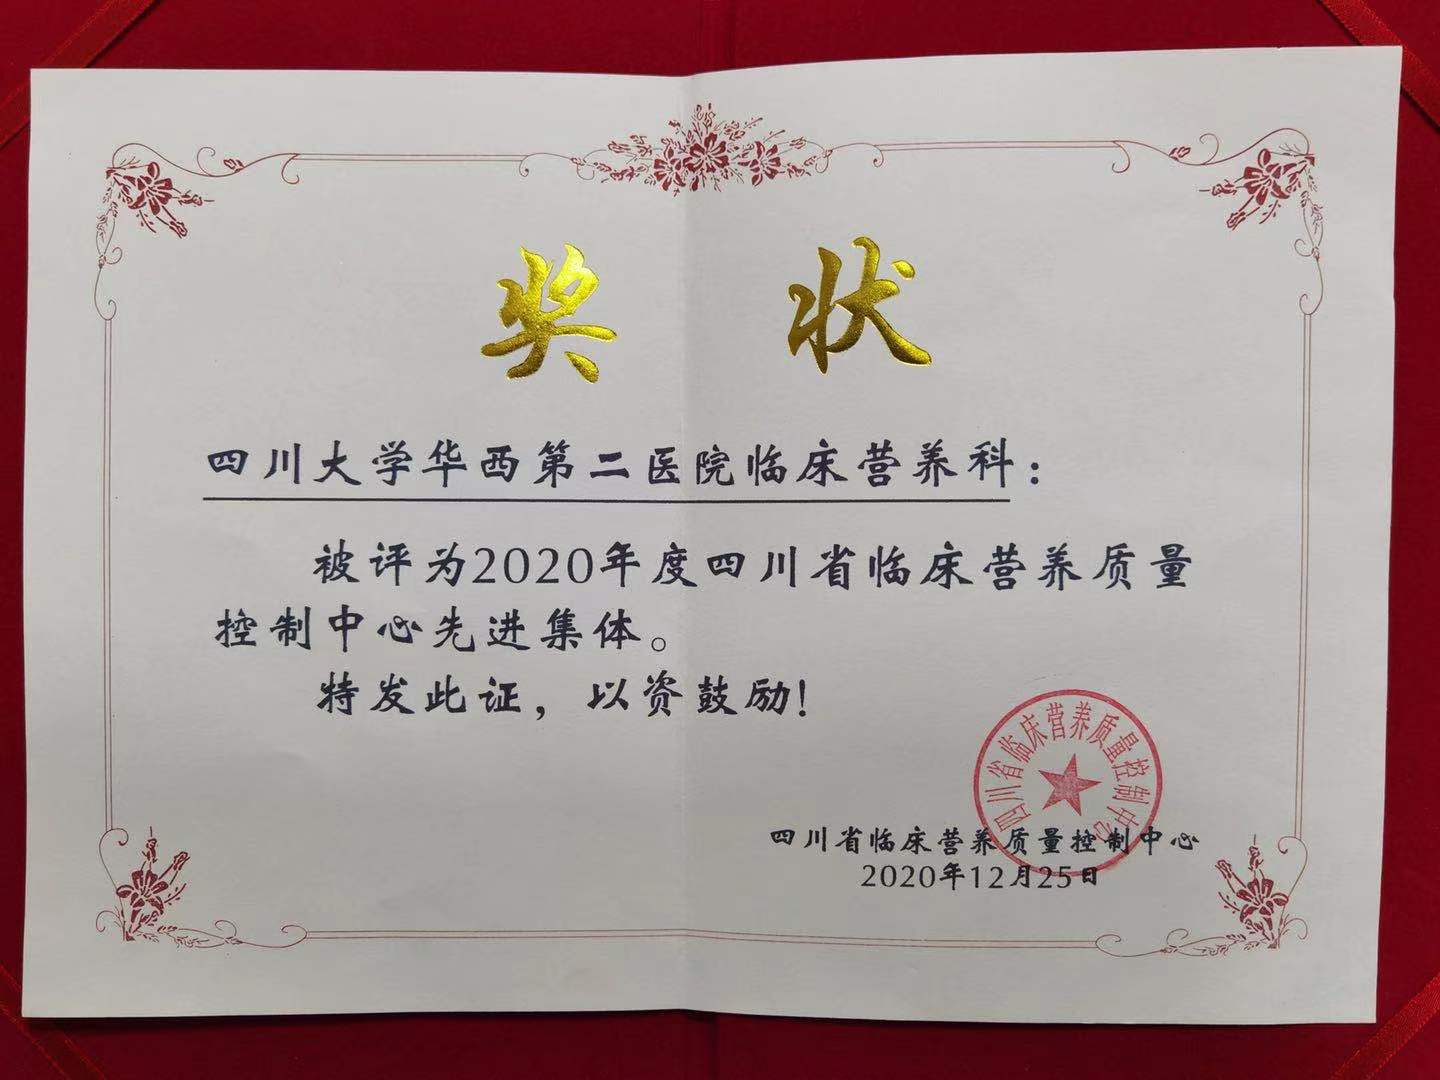 奖状
四川大学华西第二医院临床营养科：
被评为2020年度四川省临床营养质量
控制中心先进集体。
特发此证，以资鼓励！
四川省临床营养质量控制中心
四川省临床营养质量控制中心
2020年12月25日